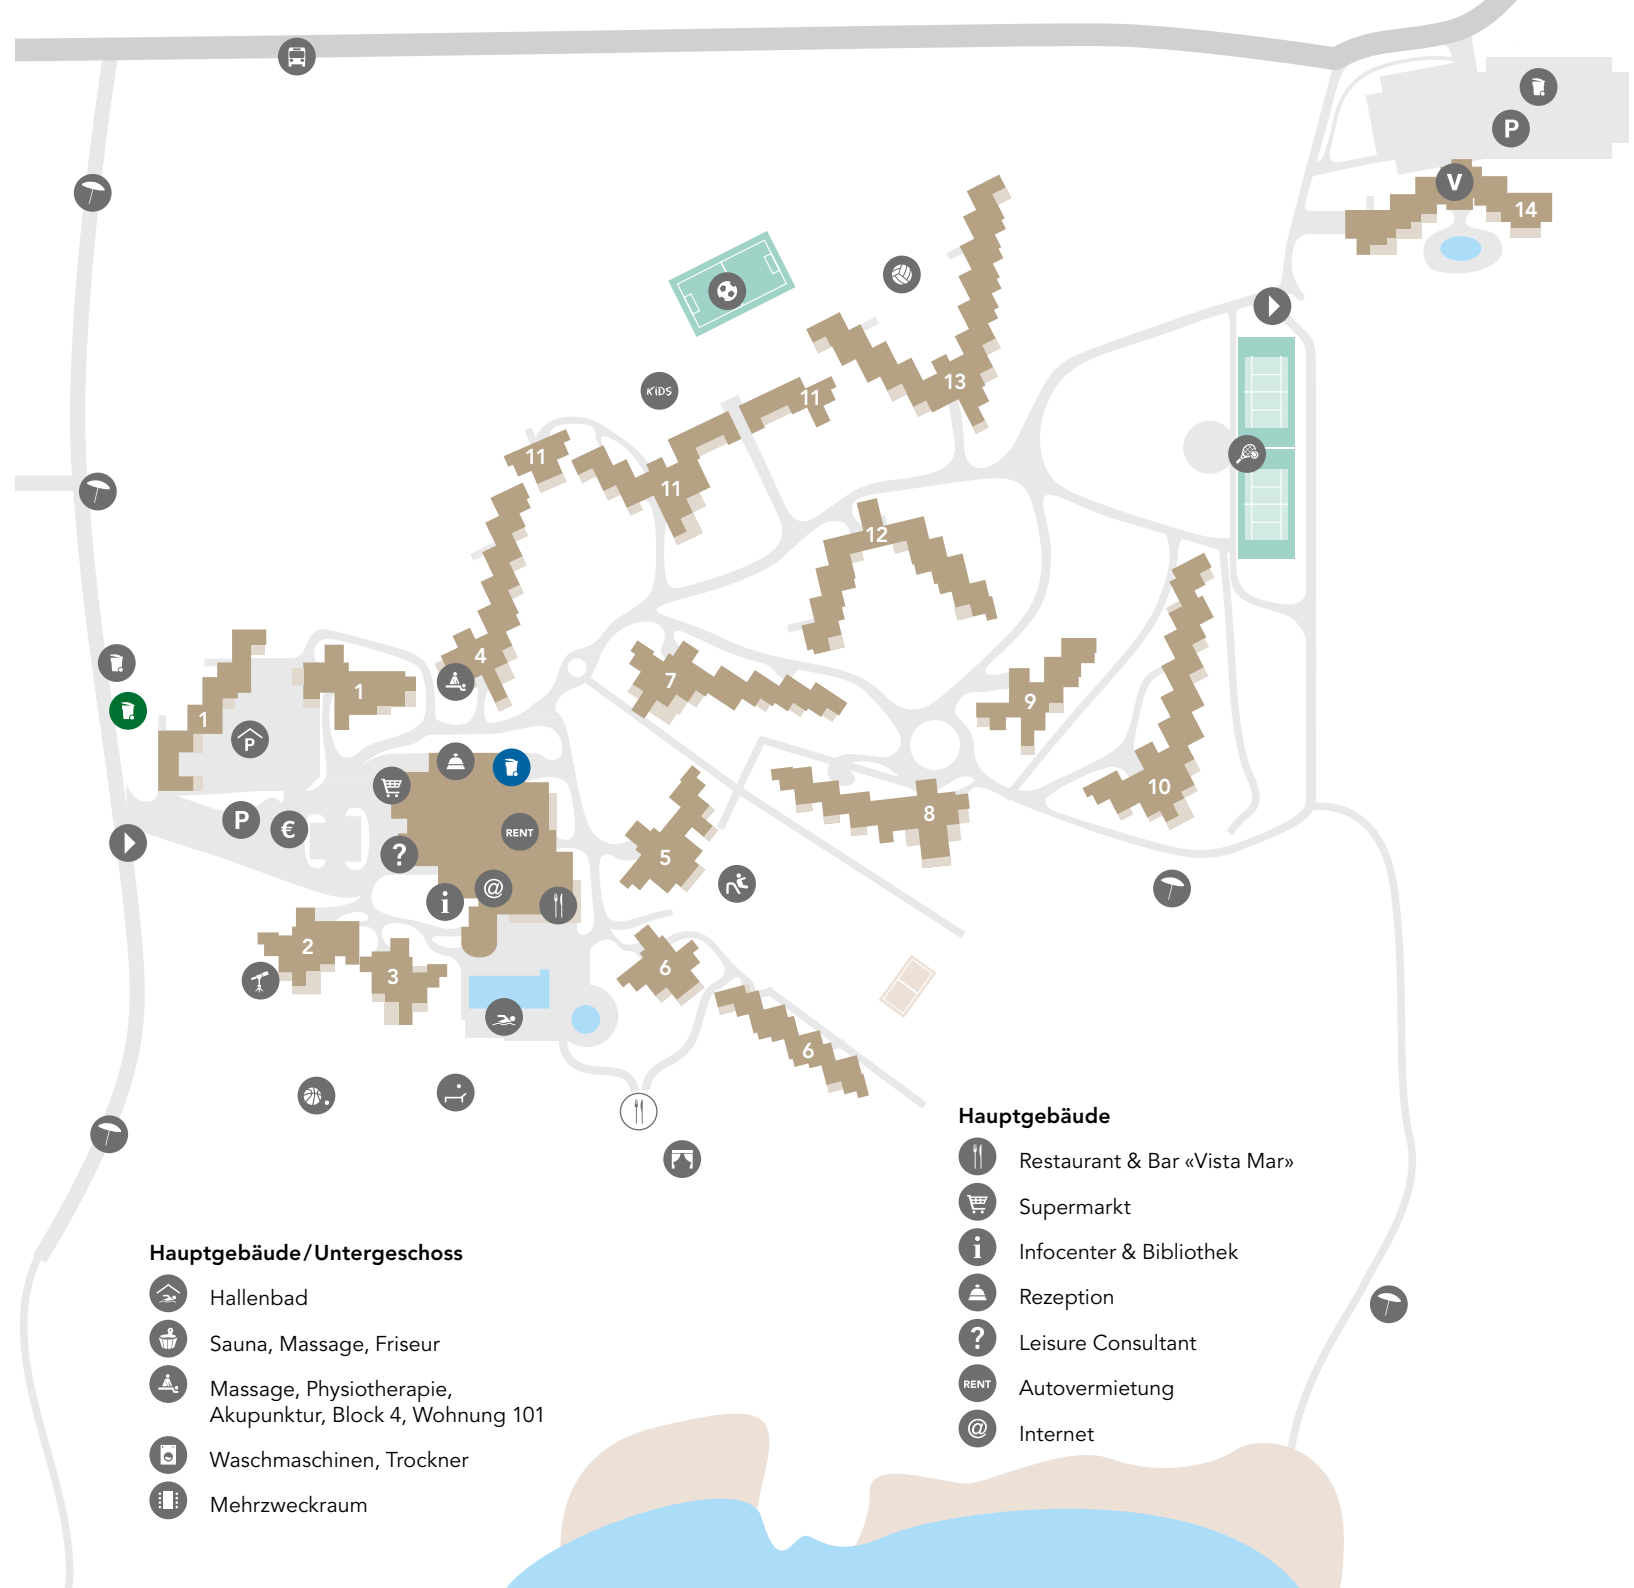 P
V
14
13
KiDS
11
11
11
12
4
7
1
1
9
P
10
8
RENT
P
€
?
5
@
i
2
3
6
6
Hauptgebäude
Restaurant & Bar «Vista Mar»
Supermarkt
i Infocenter & Bibliothek
Rezeption
? Leisure Consultant
RENT Autovermietung
@ Internet
Hauptgebäude/Untergeschoss
Hallenbad
Sauna, Massage, Friseur
Massage, Physiotherapie,
Akupunktur, Block 4, Wohnung 101
Waschmaschinen, Trockner
Mehrzweckraum